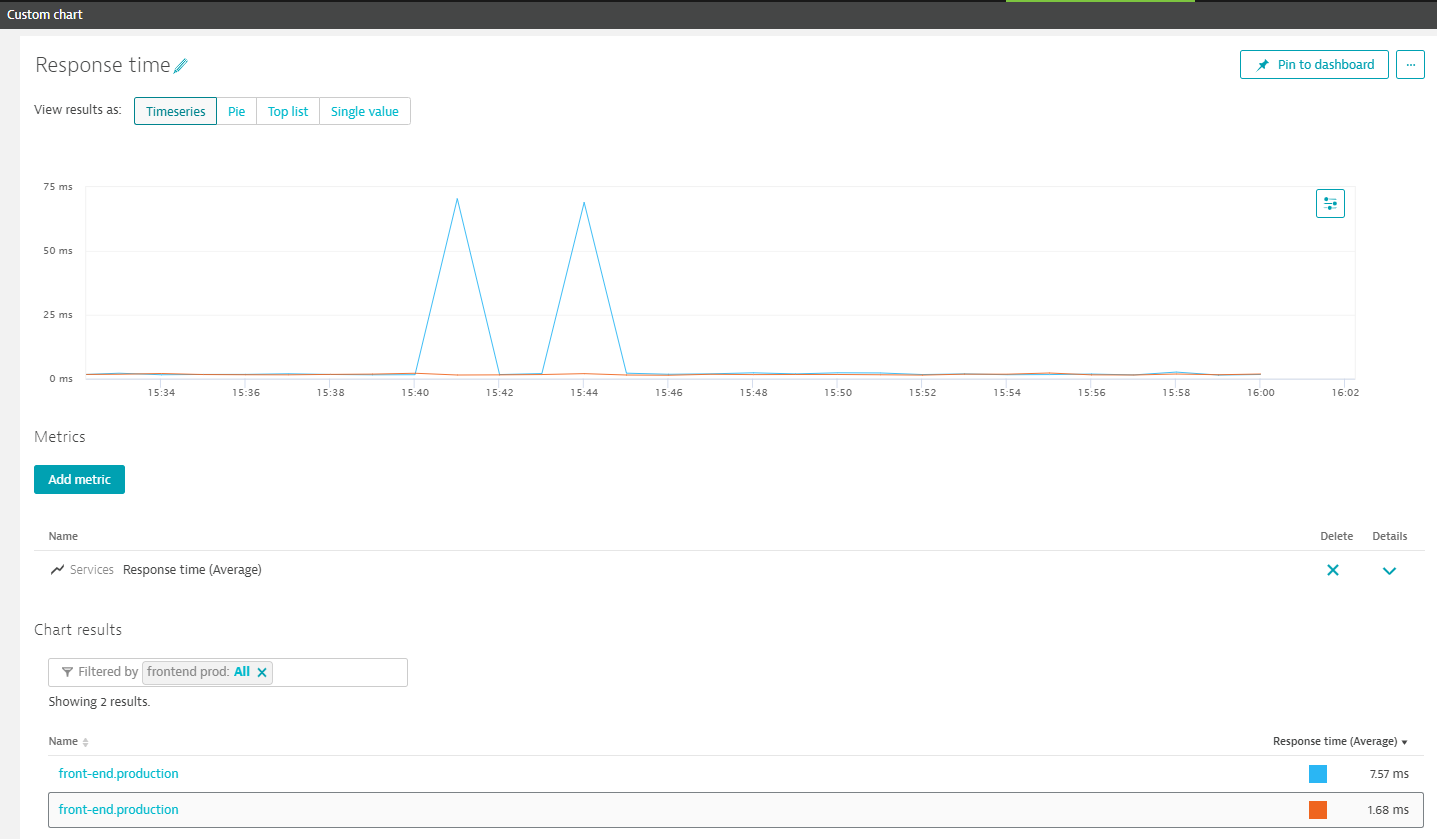 Custom chart
Response time
Pin to dashboard ...
View results as: Timeseries Pie Top list Single value
75 ms
50 ms
25 ms
0 ms
15:34 15:36 15:38 15:40 15:42 15:44 15:46 15:48 15:50 15:52 15:54 15:56 15:58 16:00 16:02
Metrics
Add metric
Name Delete Details
Services Response time (Average)
Chart results
Filtered by frontend prod: All
Showing 2 results.
Name Response time (Average)
front-end.production 7.57 ms
front-end.production 1.68 ms